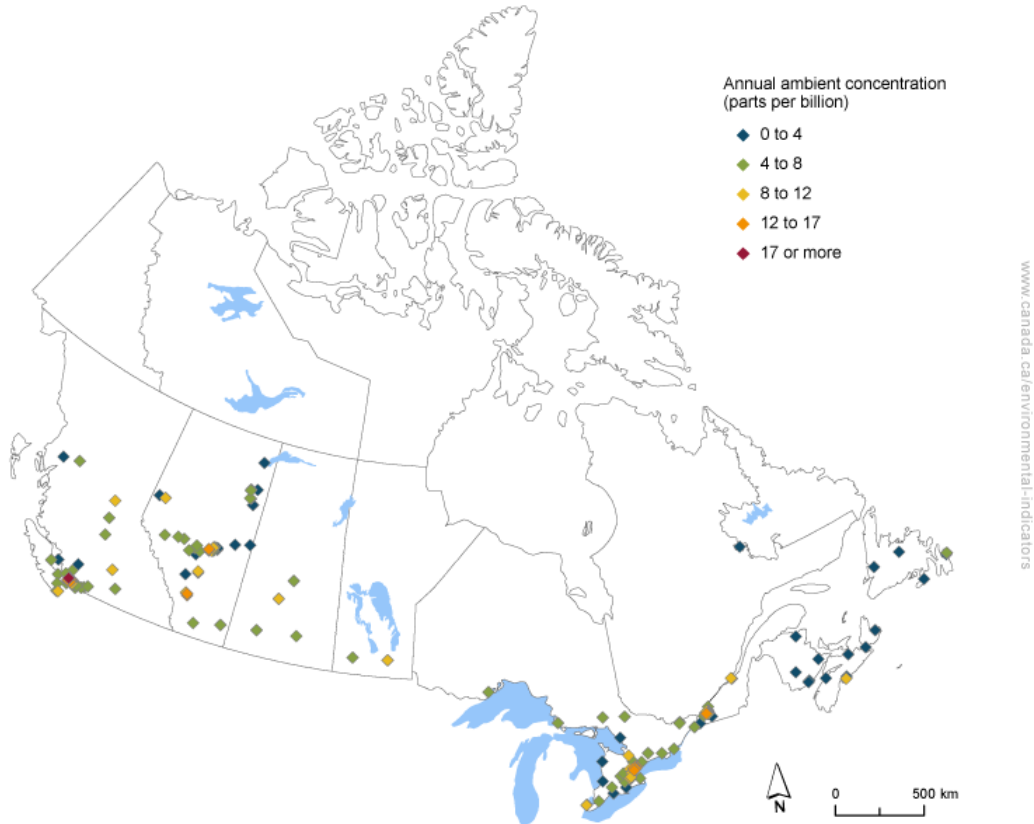 Annual ambient concentration
(parts per billion)
0 to 4
4 to 8
8 to 12
12 to 17
17 or more
www.canada.ca/environmental-indicators
N
0 500 km